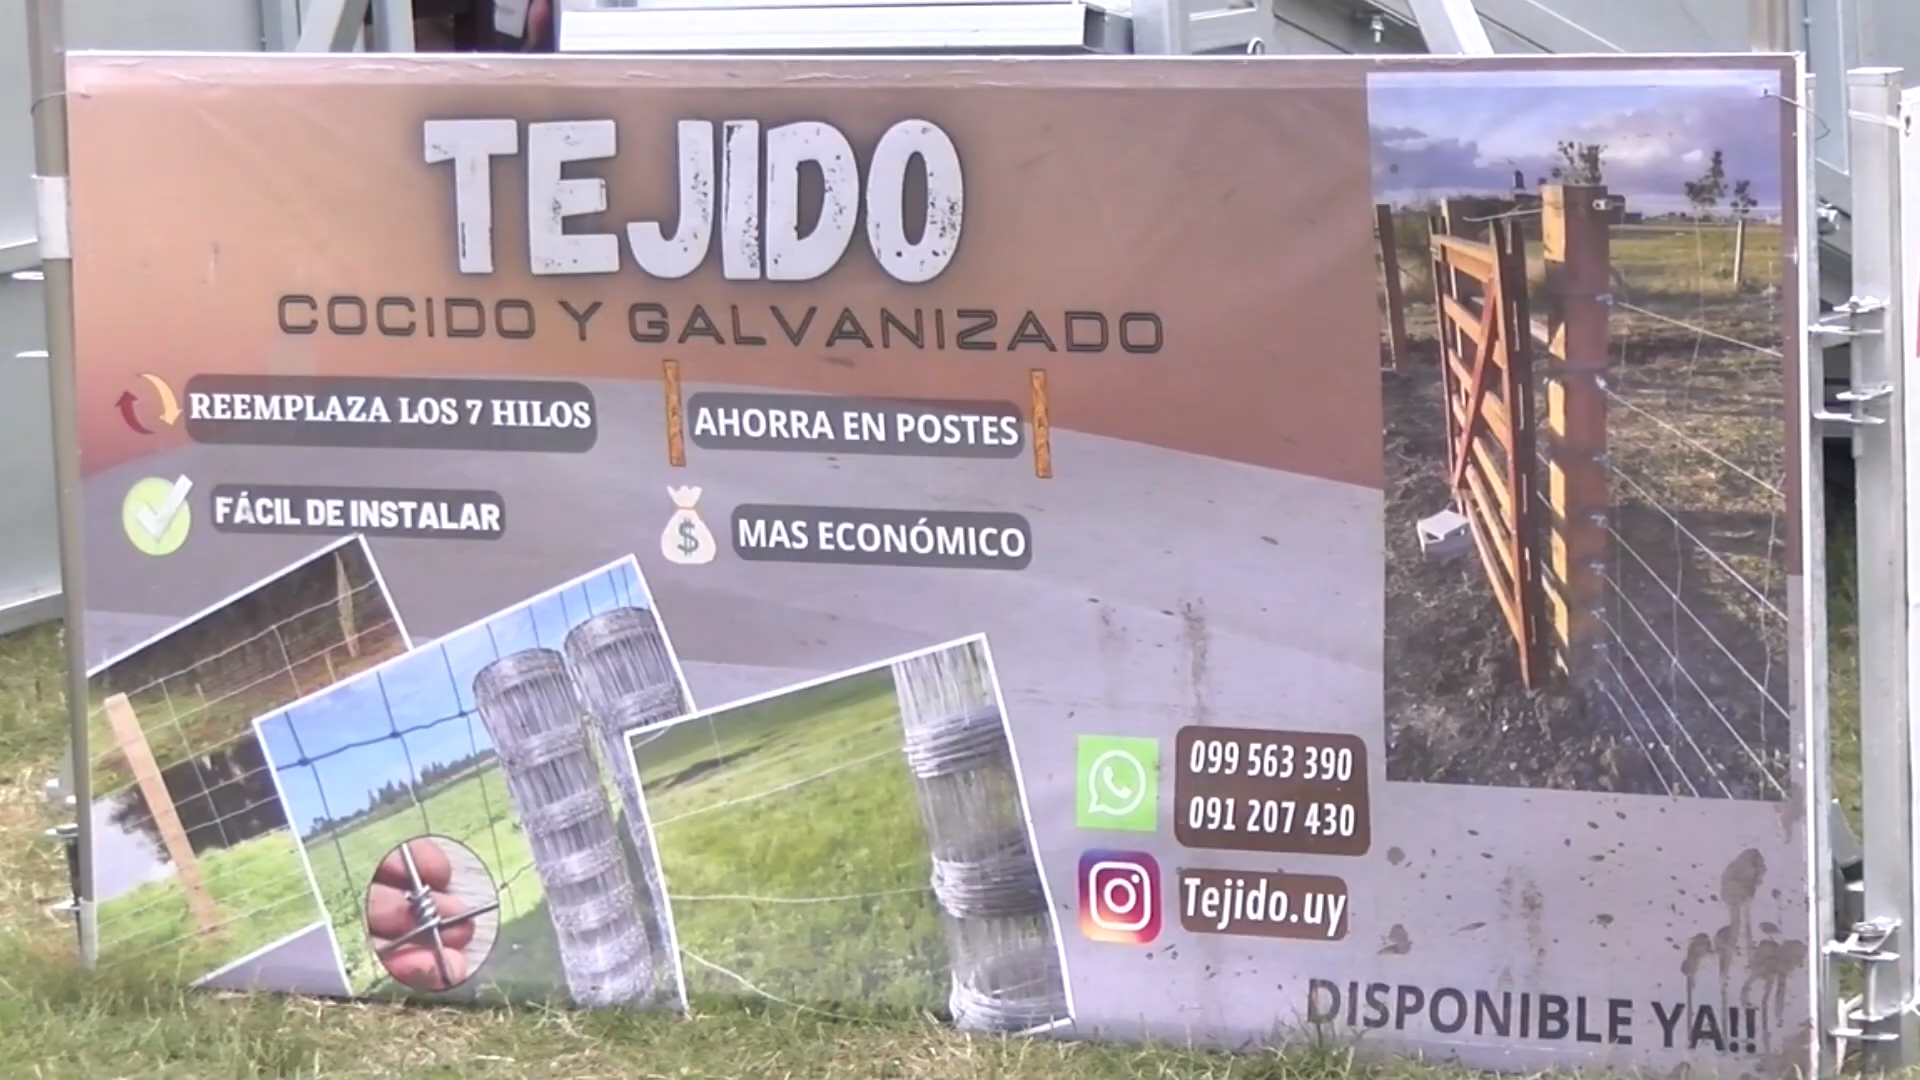 TEJIDO
COCIDO Y GALVANIZADO
REEMPLAZA LOS 7 HILOS
AHORRA EN POSTES
FÁCIL DE INSTALAR
$ MAS ECONÓMICO
099 563 390
091 207 430
Tejido.uy
DISPONIBLE YA!!